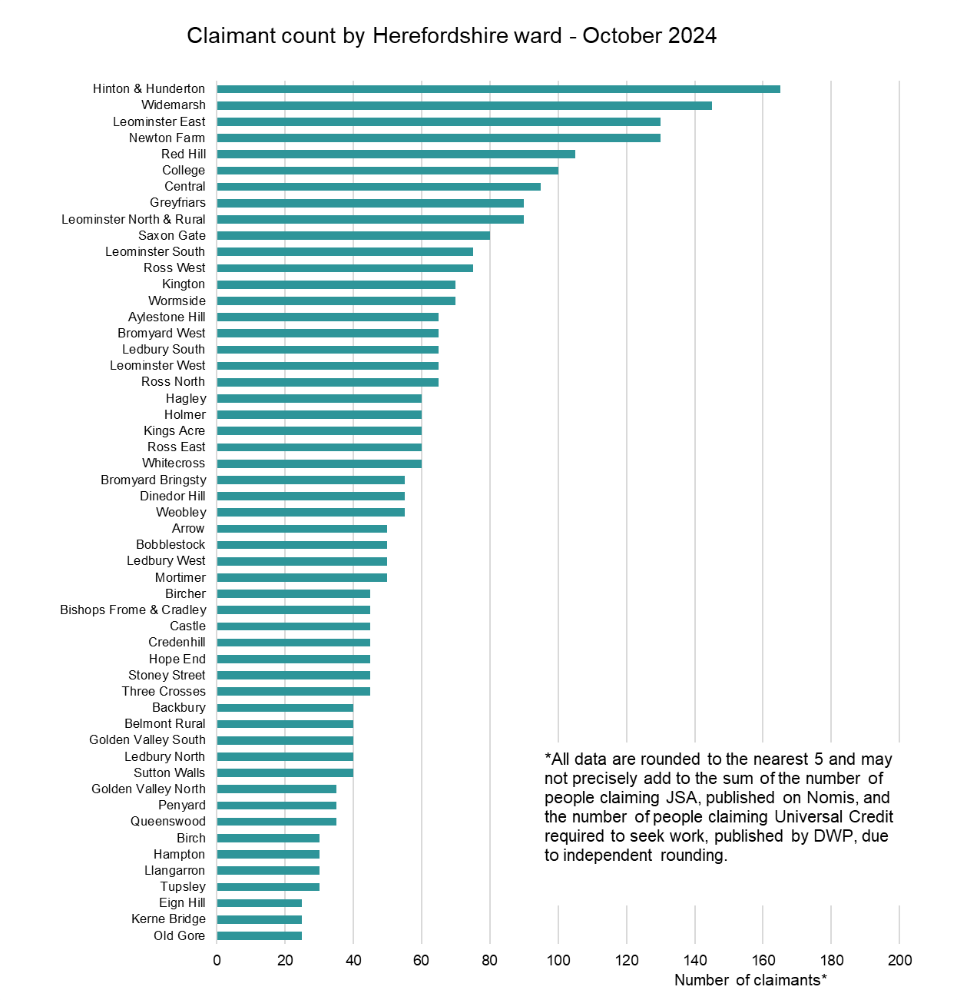 Claimant count by Herefordshire ward - October 2024
Hinton & Hunderton
Widemarsh
Leominster East
Newton Farm
Red Hill
College
Central
Greyfriars
Leominster North & Rural
Saxon Gate
Leominster South
Ross West
Kington
Wormside
Aylestone Hill
Bromyard West
Ledbury South
Leominster West
Ross North
Hagley
Holmer
Kings Acre
Ross East
Whitecross
Bromyard Bringsty
Dinedor Hill
Weobley
Arrow
Bobblestock
Ledbury West
Mortimer
Bircher
Bishops Frome & Cradley
Castle
Credenhill
Hope End
Stoney Street
Three Crosses
Backbury
Belmont Rural
Golden Valley South
Ledbury North
Sutton Walls
Golden Valley North
Penyard
Queenswood
Birch
Hampton
Llangarron
Tupsley
Eign Hill
Kerne Bridge
Old Gore
*All data are rounded to the nearest 5 and may
not precisely add to the sum of the number of
people claiming JSA, published on Nomis, and
the number of people claiming Universal Credit
required to seek work, published by DWP, due
to independent rounding.
0 20 40 60 80 100 120 140 160 180 200
Number of claimants*